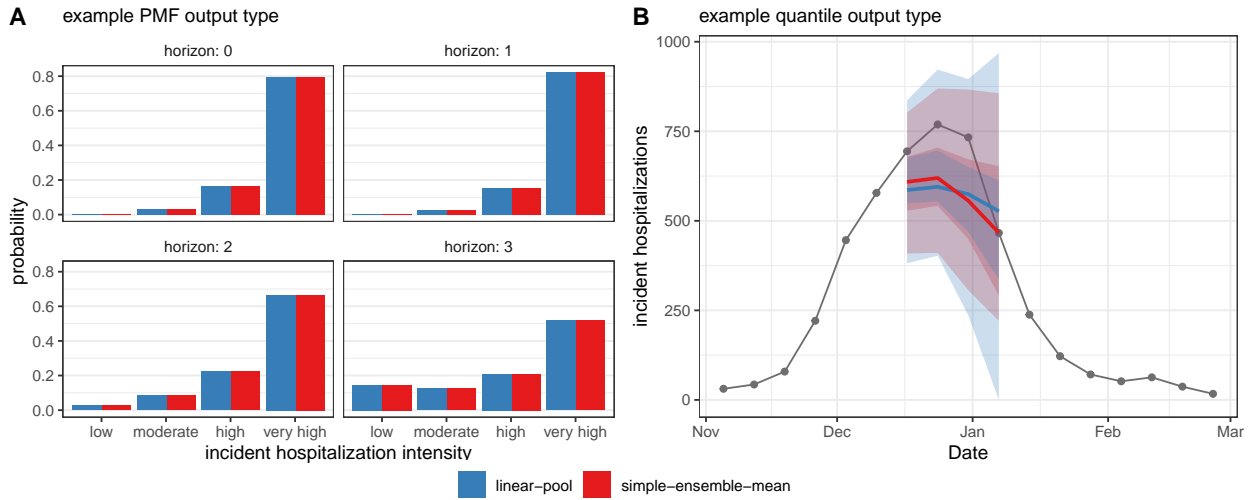 A example PMF output type
horizon: 0 horizon: 1
0.8
0.6
0.4
0.2
0.0
horizon: 2 horizon: 3
0.8
0.6
0.4
0.2
0.0
probability
low moderate high very high low moderate high very high
incident hospitalization intensity
B example quantile output type
1000
750
500
250
0
incident hospitalizations
Nov Dec Jan Feb Mar
Date
linear−pool simple−ensemble−mean